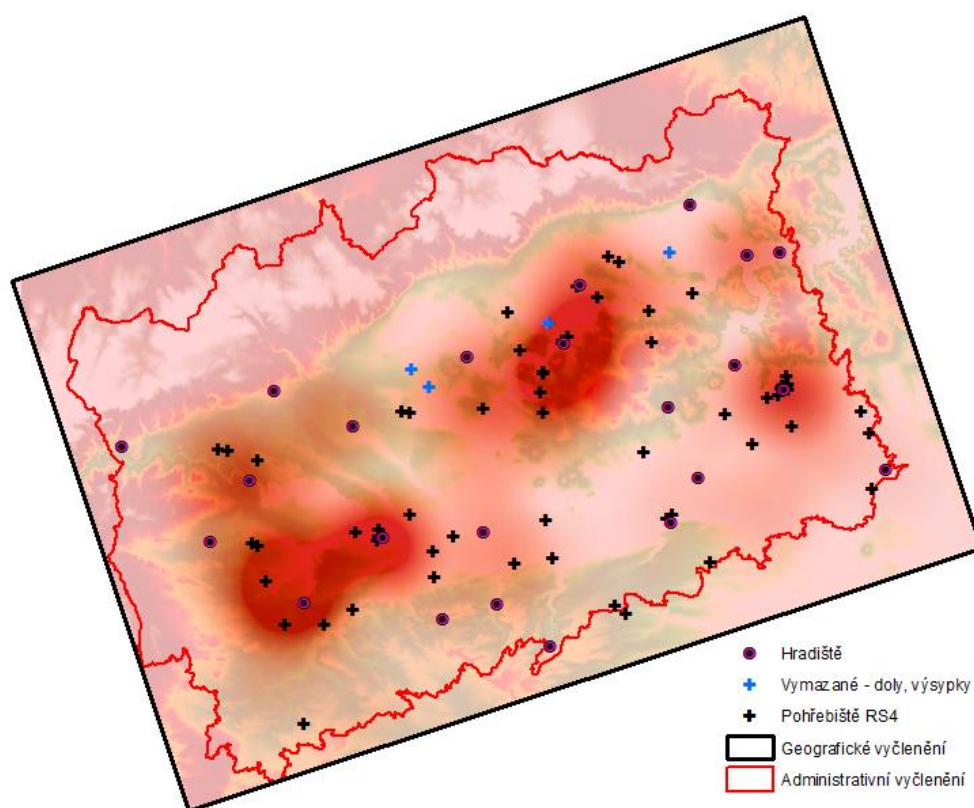 Hradiště
Vymazané - doly, výsypky
Pohřebiště RS4
Geografické vyčlenění
Administrativní vyčlenění